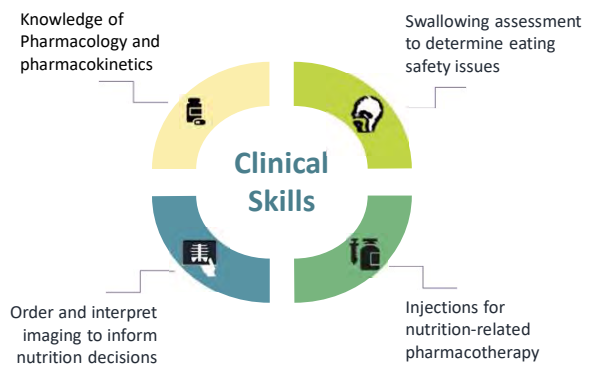 Knowledge of
Pharmacology and
pharmacokinetics
Swallowing assessment
to determine eating
safety issues
Clinical
Skills
Order and interpret
imaging to inform
nutrition decisions
Injections for
nutrition-related
pharmacotherapy